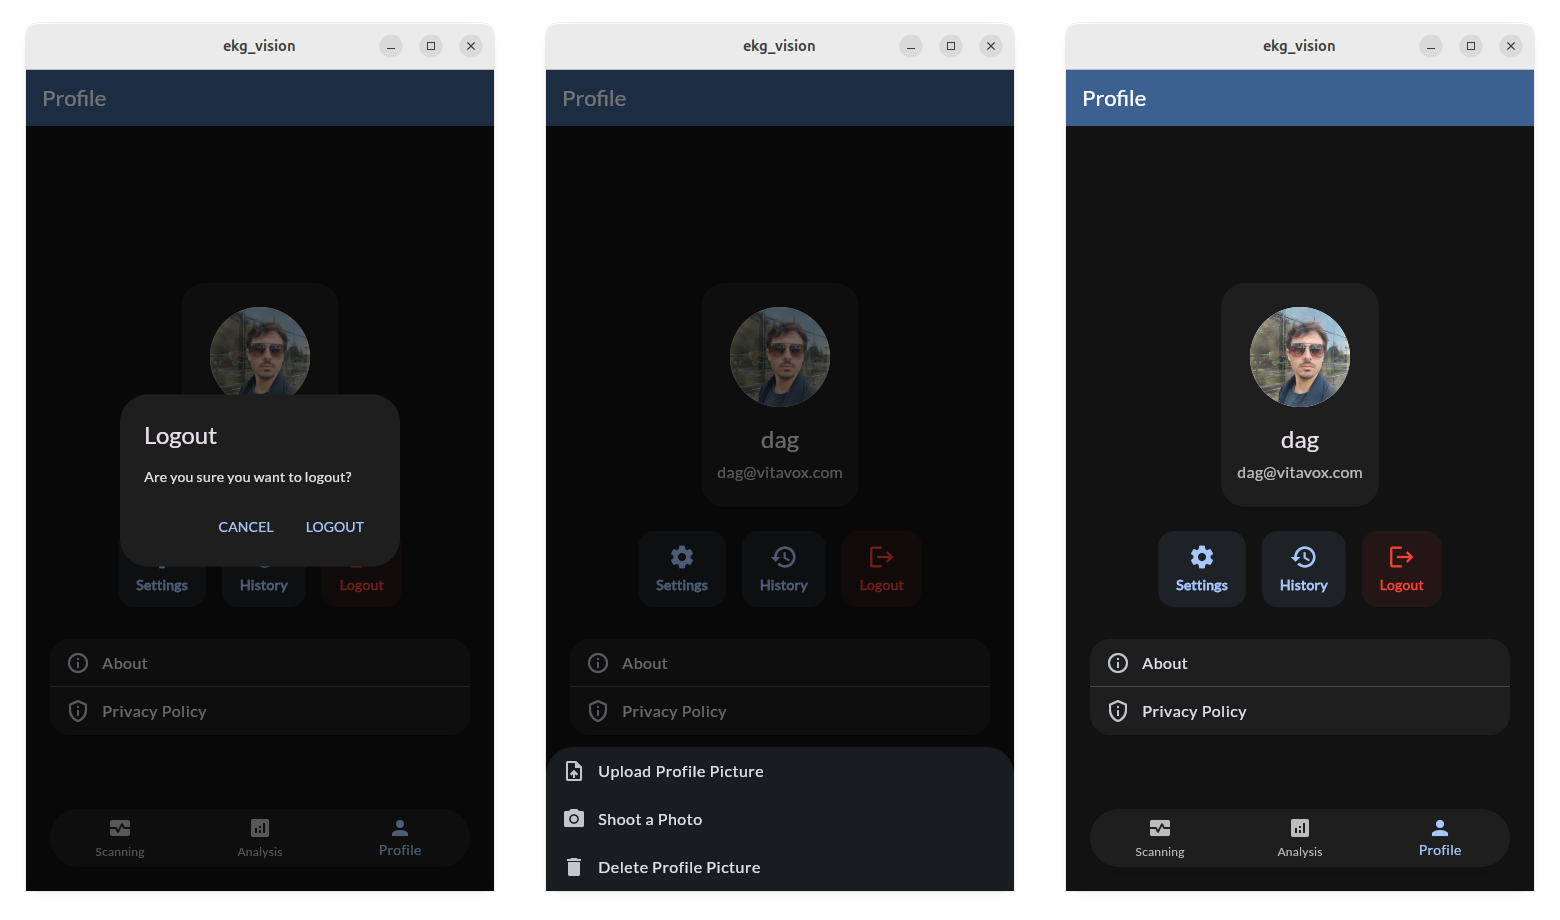 ekg_vision
Profile
Logout
Are you sure you want to logout?
CANCEL LOGOUT
Settings History Logout
About
Privacy Policy
Scanning Analysis Profile
ekg_vision
Profile
dag
dag@vitavox.com
Settings History Logout
About
Privacy Policy
Upload Profile Picture
Shoot a Photo
Delete Profile Picture
ekg_vision
Profile
dag
dag@vitavox.com
Settings History Logout
About
Privacy Policy
Scanning Analysis Profile